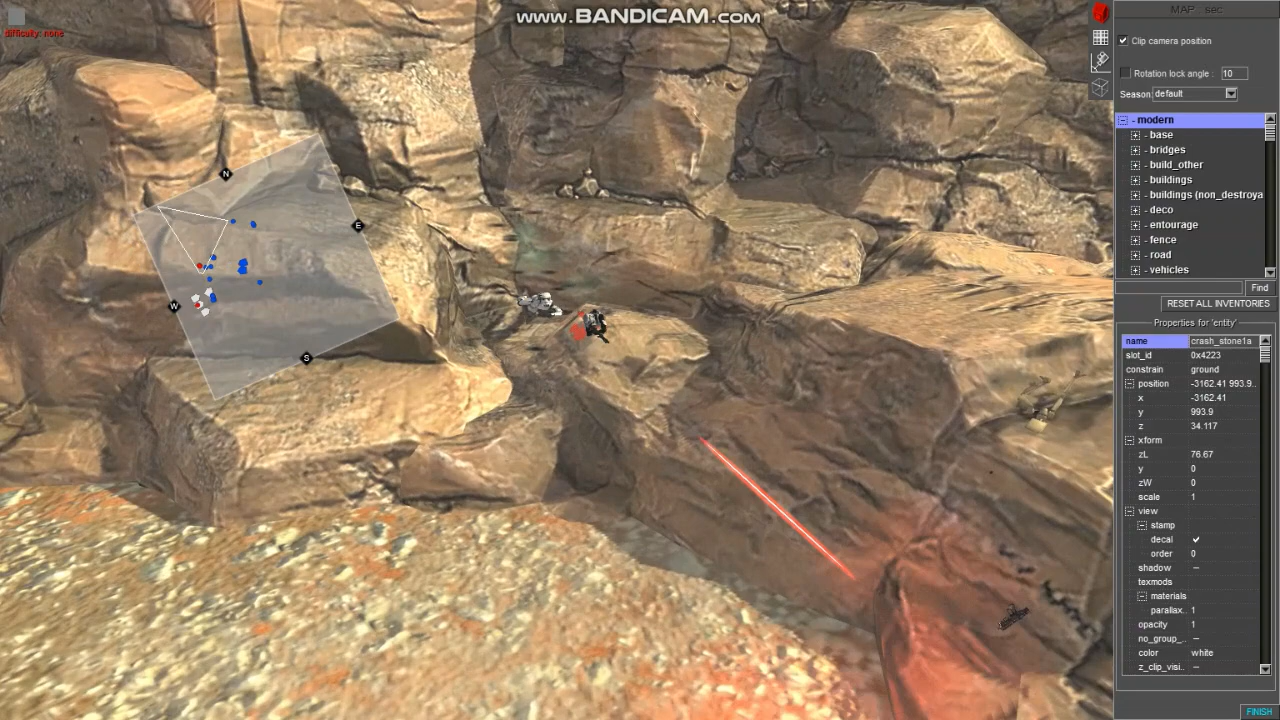 www.BANDICAM.com
difficalty: none
N
E
W
S
MAP : sec
Clip camera position
Rotation lock angle : 10
Season: default
- modern
- base
- bridges
- build_other
- buildings
- buildings (non_destroya
- deco
- entourage
- fence
- road
- vehicles
Find
RESET ALL INVENTORIES
Properties for 'entity'
name crash_stone1a
slot_id 0x4223
constrain ground
position -3162.41 993.9..
x -3162.41
y 993.9
z 34.117
xform
zL 76.67
y 0
zW 0
scale 1
view
stamp
decal
order 0
shadow
texmods
materials
parallax.. 1
opacity 1
no_group_..
color white
z_clip_visi..
FINISH